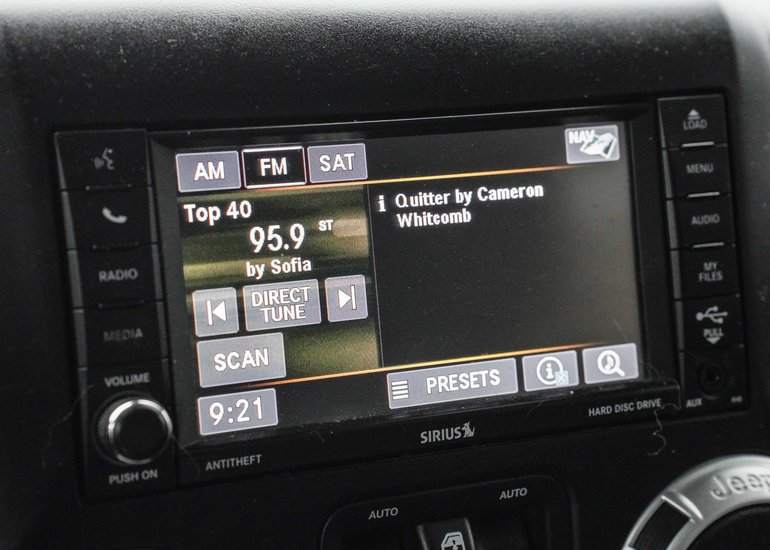 LOAD
AM FM SAT NAV
Top 40
95.9 ST
by Sofia
i Quitter by Cameron
Whitcomb
DIRECT
TUNE
SCAN
PRESETS i
9:21
RADIO
MEDIA
VOLUME
PUSH ON
MENU
AUDIO
MY
FILES
PULL
AUX
ANTITHEFT
SIRIUS
HARD DISC DRIVE
AUTO
AUTO
Jeep